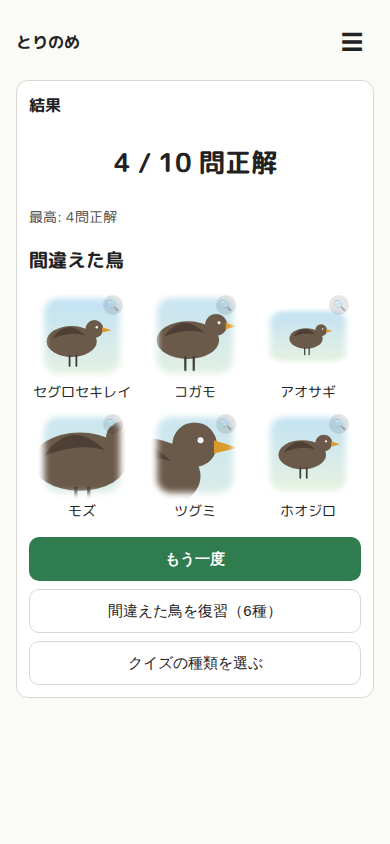 とりのめ
結果
4 / 10 問正解
最高: 4問正解
間違えた鳥
セグロセキレイ
コガモ
アオサギ
モズ
ツグミ
ホオジロ
もう一度
間違えた鳥を復習（6種）
クイズの種類を選ぶ